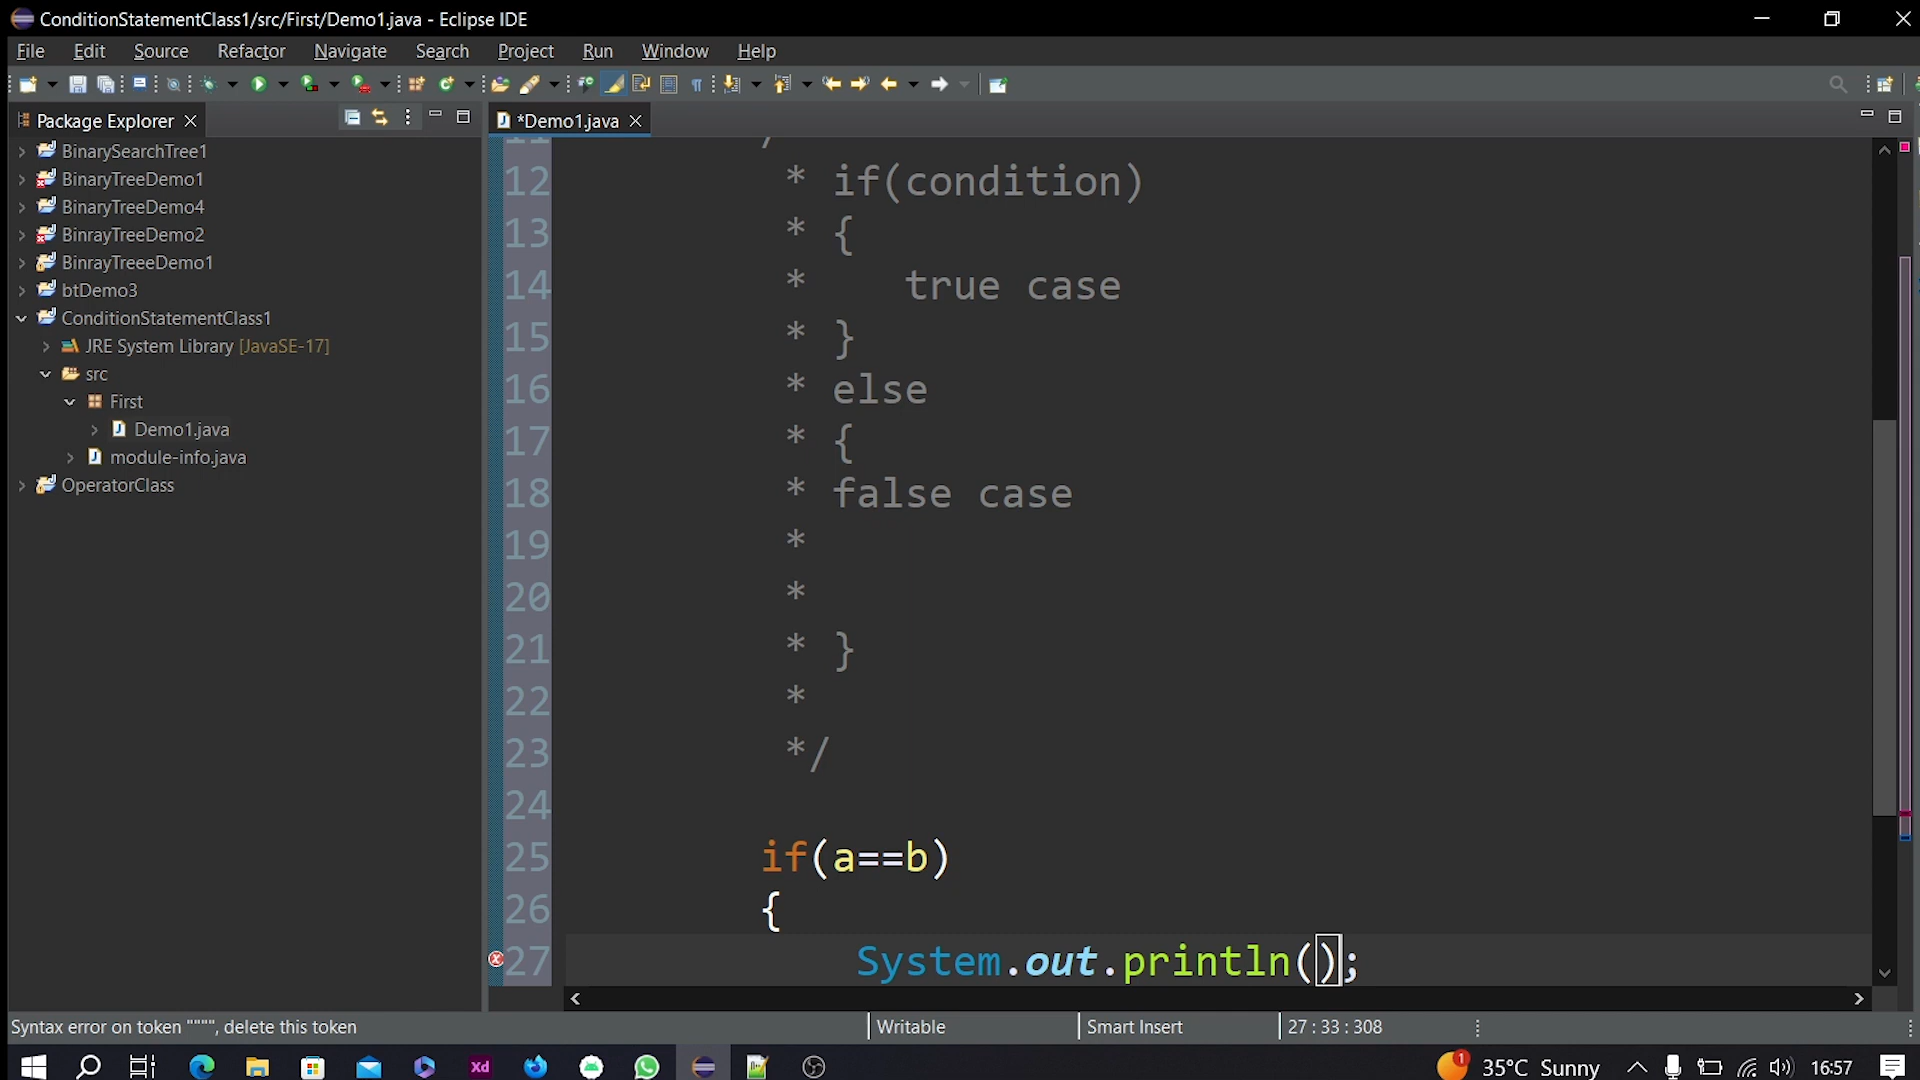 ConditionStatementClass1/src/First/Demo1.java - Eclipse IDE
File Edit Source Refactor Navigate Search Project Run Window Help
Package Explorer
*Demo1.java
BinarySearchTree1
BinaryTreeDemo1
BinaryTreeDemo4
BinrayTreeDemo2
BinrayTreeeDemo1
btDemo3
ConditionStatementClass1
JRE System Library [JavaSE-17]
src
First
Demo1.java
module-info.java
OperatorClass
12 * if(condition)
13 * {
14 * true case
15 * }
16 * else
17 * {
18 * false case
19 *
20 *
21 * }
22 *
23 */
24
25 if(a==b)
26 {
27 System.out.println();
Syntax error on token """", delete this token
Writable
Smart Insert
27 : 33 : 308
xd
1
35°C Sunny
16:57